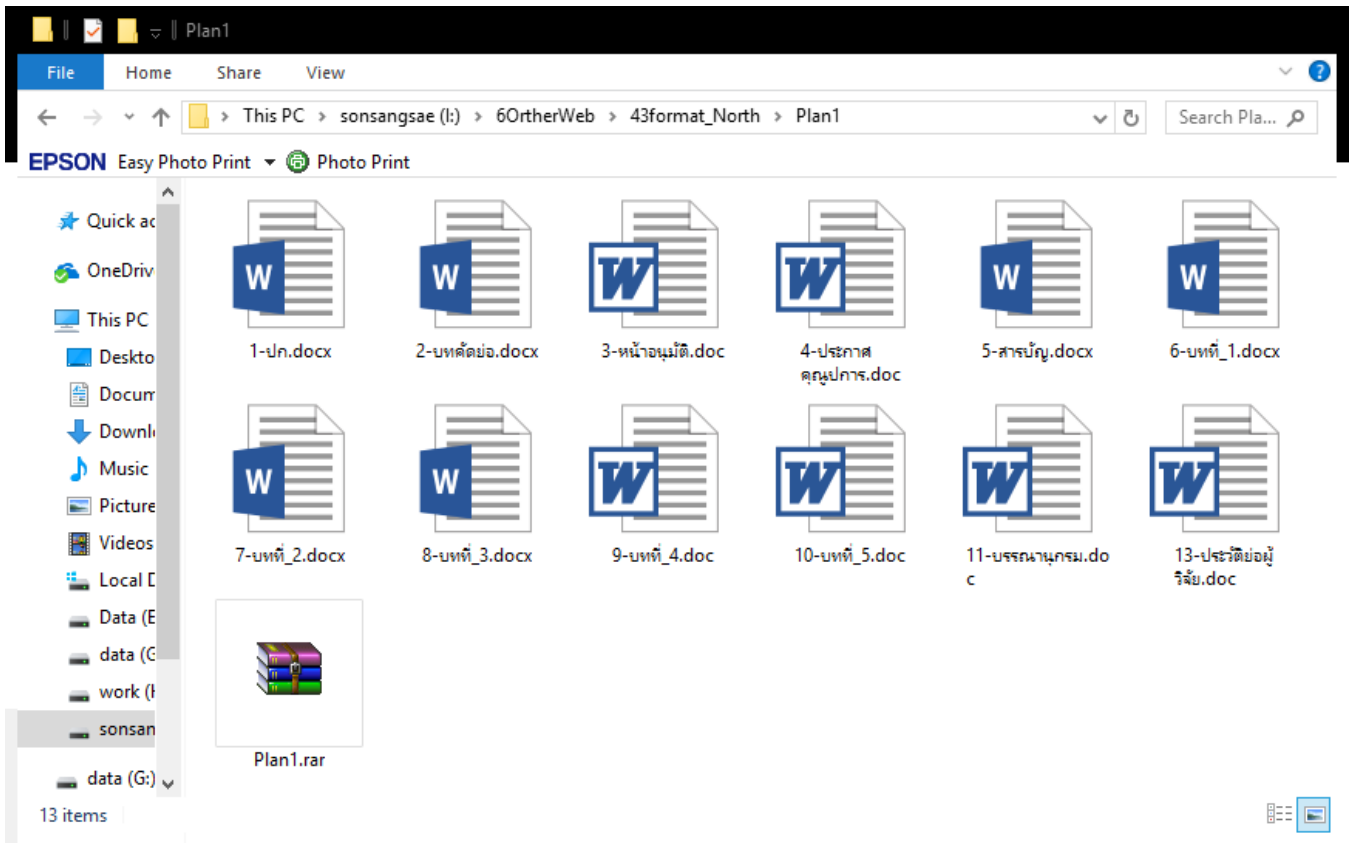 Plan1
File Home Share View
This PC sonsangsae (I:) 6OrtherWeb 43format_North Plan1 Search Pla...
EPSON Easy Photo Print Photo Print
Quick ac
OneDriv
This PC
Deskto
Docum
Downlo
Music
Picture
Videos
Local D
Data (E
data (G
work (H
sonsan
data (G:)
1-ปก.docx 2-บทคัดย่อ.docx 3-หน้าอนุมัติ.doc 4-ประกาศ 5-สารบัญ.docx 6-บทที่_1.docx
คุณูปการ.doc
7-บทที่_2.docx 8-บทที่_3.docx 9-บทที่_4.doc 10-บทที่_5.doc 11-บรรณานุกรม.do 13-ประวัติย่อผู้
c วิจัย.doc
Plan1.rar
13 items